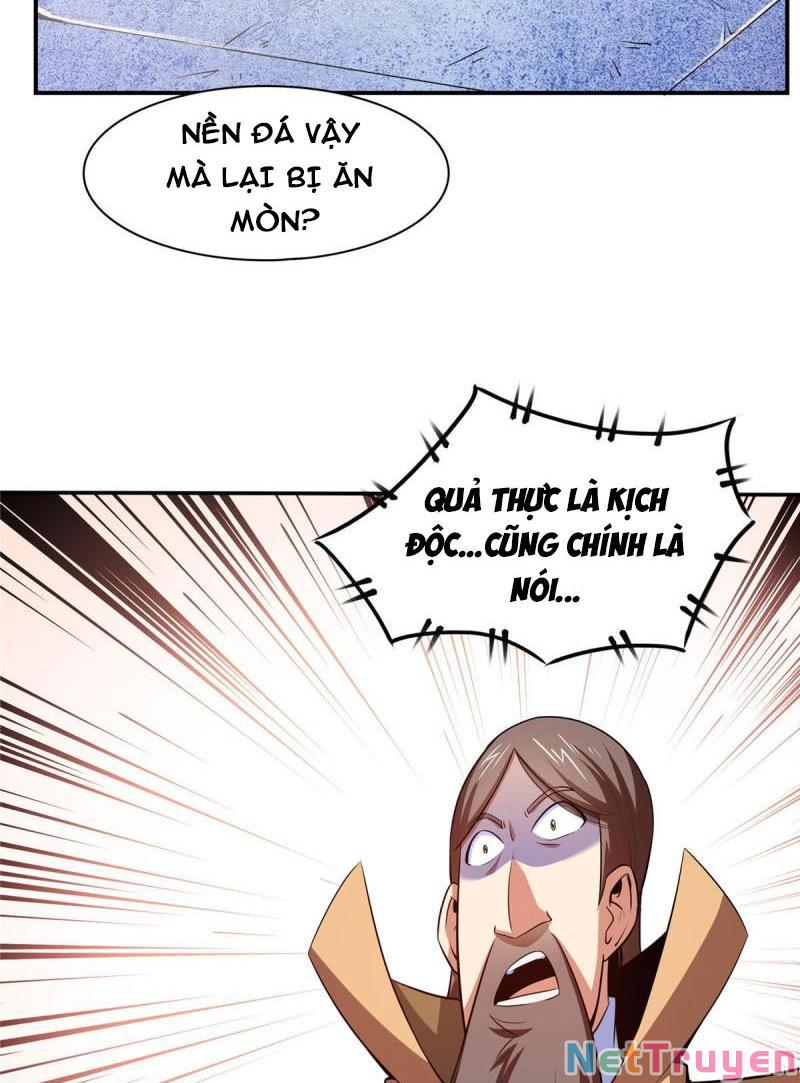 NỀN ĐÁ VẬY
MÀ LẠI BỊ ĂN
MÒN?
QUẢ THỰC LÀ KỊCH
ĐỘC...CŨNG CHÍNH LÀ
NÓI...
NetTruyen